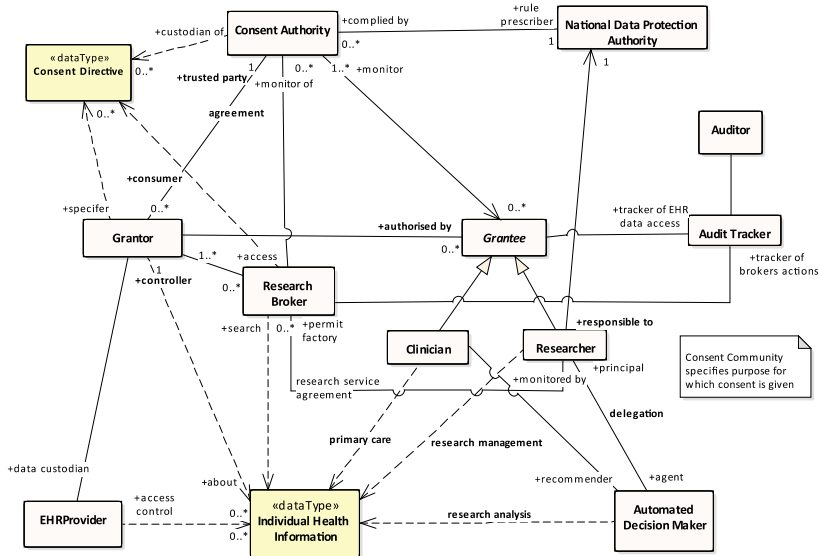 +custodian of
Consent Authority
+complied by
0..*
+rule
prescriber
1
National Data Protection
Authority
1
«dataType»
Consent Directive
0..*
0..*
+trusted party
1
0..*
+monitor of
1..*
+monitor
agreement
Auditor
+consumer
+specifer
0..*
Grantor
+authorised by
0..*
0..*
Grantee
+tracker of EHR
data access
Audit Tracker
+tracker of
brokers actions
1..*
1
+controller
+access
0..*
Research
Broker
+search
0..*
+permit
factory
Clinician
+responsible to
Researcher
+principal
+monitored by
Consent Community
specifies purpose for
which consent is given
research service
agreement
delegation
primary care
research management
+data custodian
+about
+recommender
+agent
EHRProvider
+access
control
0..*
0..*
«dataType»
Individual Health
Information
research analysis
Automated
Decision Maker